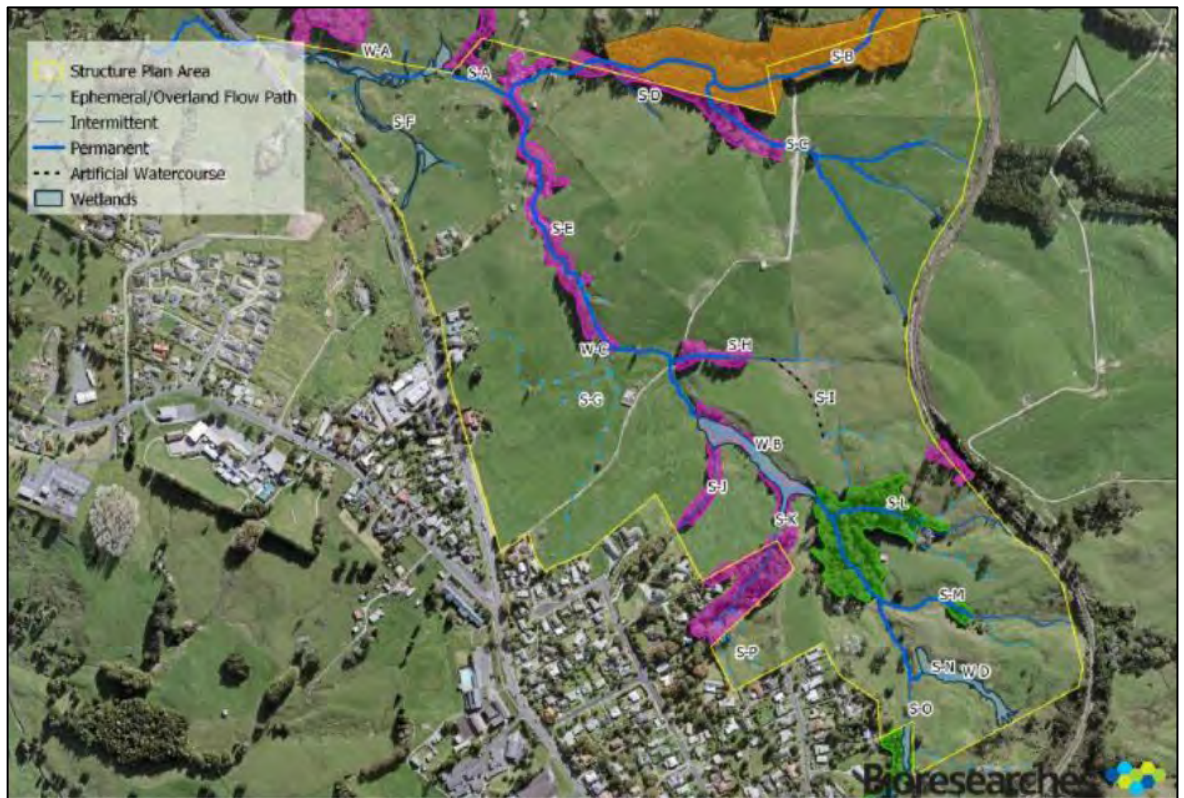 W-A
Structure Plan Area
S-A
S-B
Ephemeral/Overland Flow Path
S-D
Intermittent
S-F
Permanent
S-C
Artificial Watercourse
Wetlands
S-E
W-C
S-H
S-G
S-I
W-B
S-J
S-K
S-L
S-M
S-P
S-N W-D
S-O
Bioresearches